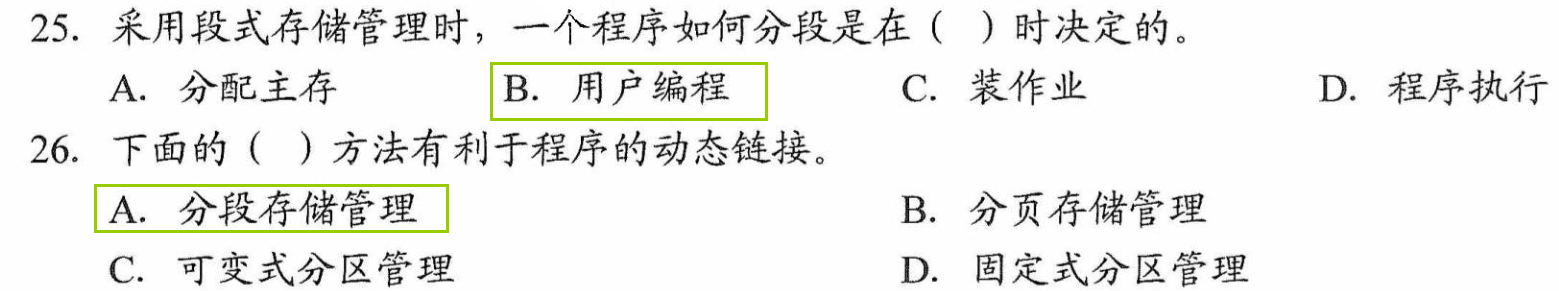 25. 采用段式存储管理时，一个程序如何分段是在（ ）时决定的。
A. 分配主存 B. 用户编程 C. 装作业 D. 程序执行
26. 下面的（ ）方法有利于程序的动态链接。
A. 分段存储管理 B. 分页存储管理
C. 可变式分区管理 D. 固定式分区管理